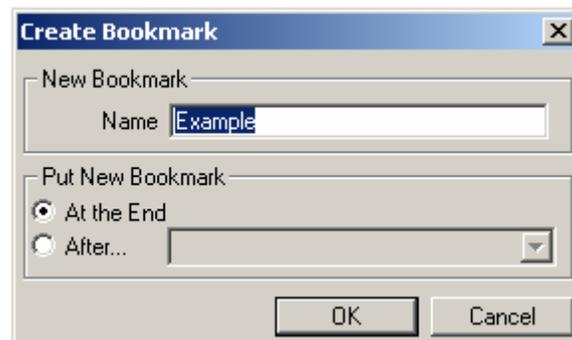 Create Bookmark
New Bookmark
Name Example
Put New Bookmark
At the End
After...
OK Cancel